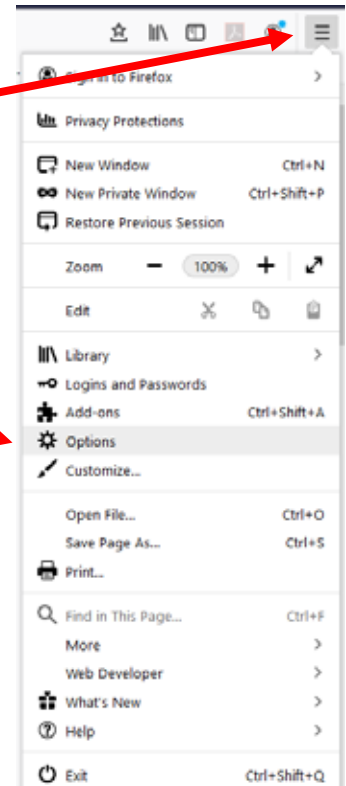 Sign in to Firefox
Privacy Protections
New Window Ctrl+N
New Private Window Ctrl+Shift+P
Restore Previous Session
Zoom 100%
Edit
Library
Logins and Passwords
Add-ons Ctrl+Shift+A
Options
Customize...
Open File... Ctrl+O
Save Page As... Ctrl+S
Print...
Find in This Page... Ctrl+F
More
Web Developer
What's New
Help
Exit Ctrl+Shift+Q